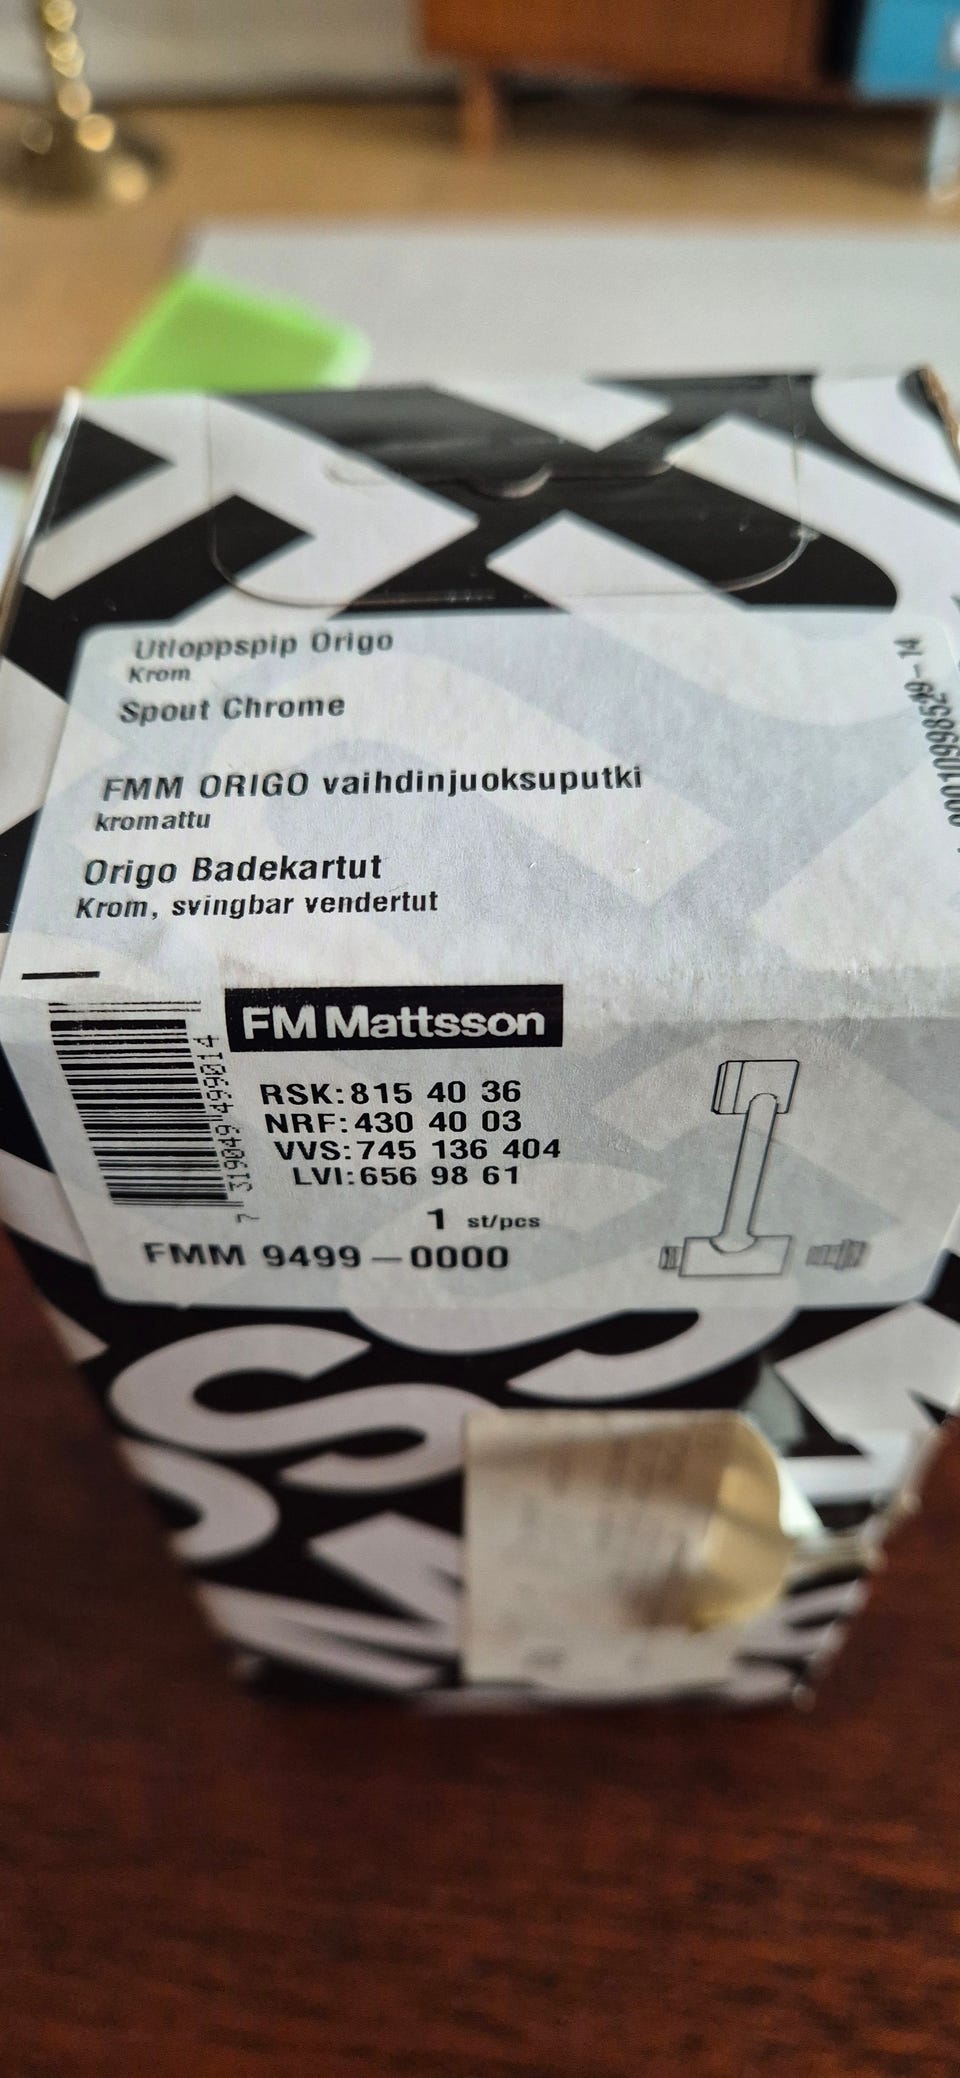 Utloppspip Origo
Krom
Spout Chrome
FMM ORIGO vaihdinjuoksuputki
kromattu
Origo Badekartut
Krom, svingbar vendertut
FM Mattsson
RSK:815 40 36
NRF:430 40 03
VVS:745 136 404
LVI:656 98 61
1 st/pcs
FMM 9499-0000
7 319049 499014